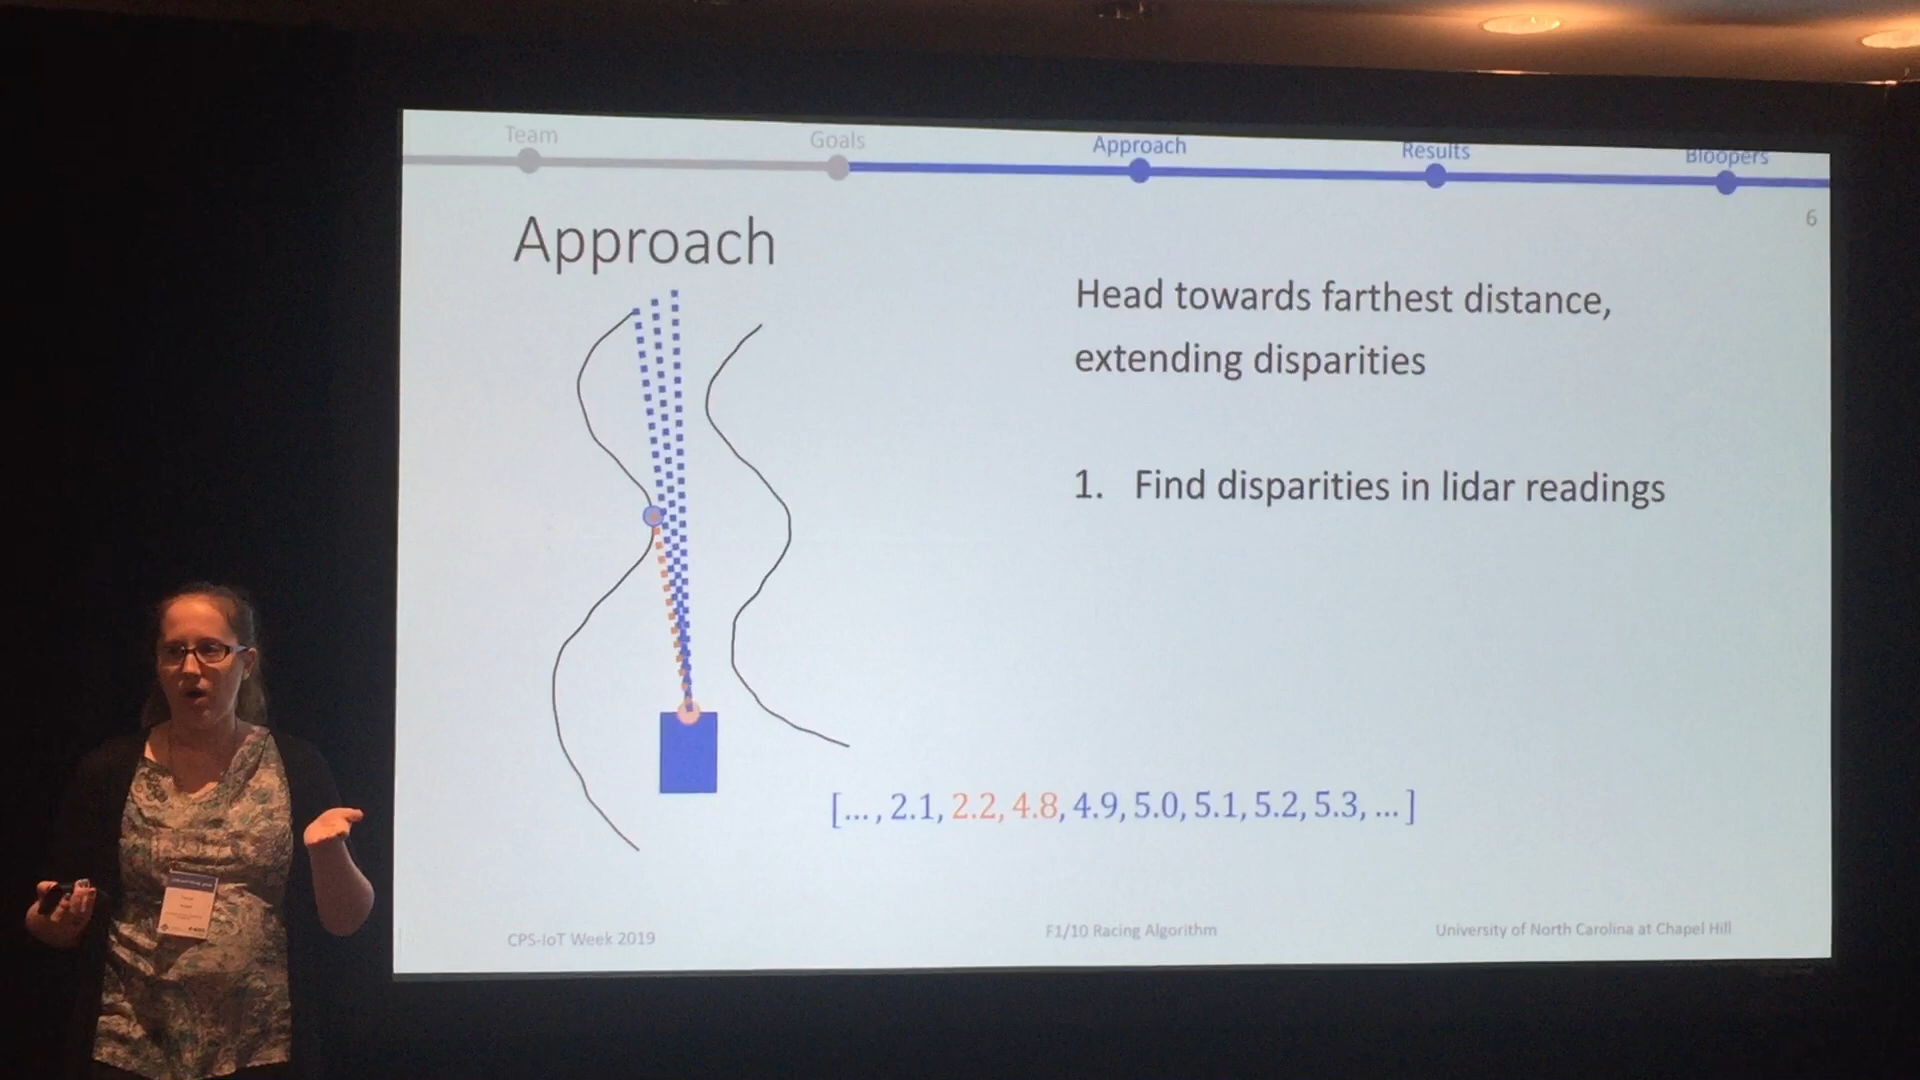 Team
Goals
Approach
Results
Bloopers
6
Approach
Head towards farthest distance,
extending disparities
1. Find disparities in lidar readings
[..., 2.1, 2.2, 4.8, 4.9, 5.0, 5.1, 5.2, 5.3, ...]
CPS-IoT Week 2019
F1/10 Racing Algorithm
University of North Carolina at Chapel Hill